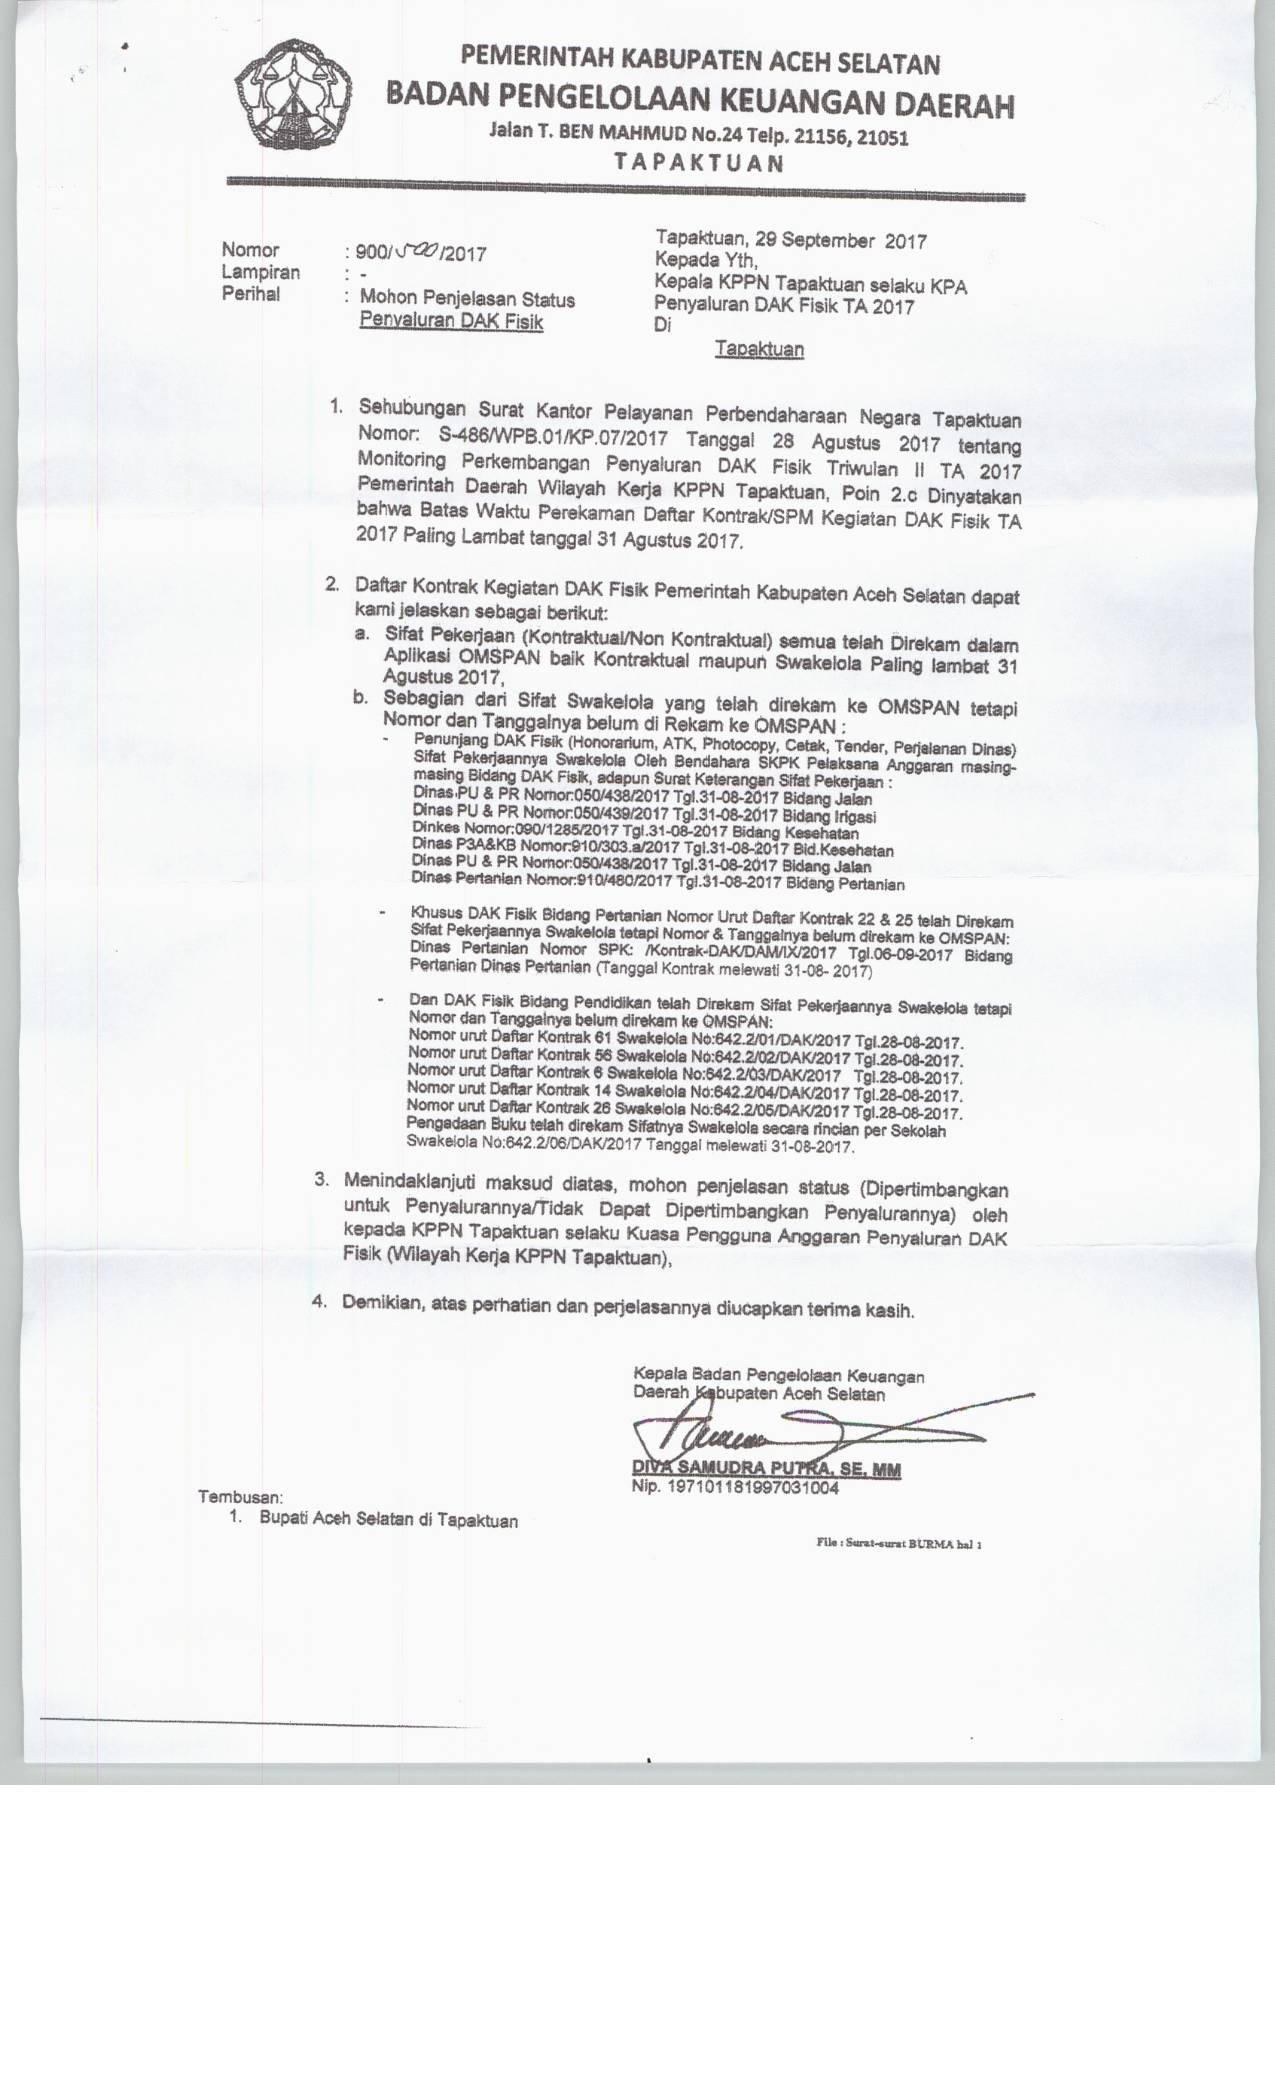 PEMERINTAH KABUPATEN ACEH SELATAN
BADAN PENGELOLAAN KEUANGAN DAERAH
Jalan T. BEN MAHMUD No.24 Telp. 21156, 21051
TAPAKTUAN
Tapaktuan, 29 September 2017
Nomor : 900/500/2017
Kepada Yth,
Lampiran : -
Kepala KPPN Tapaktuan selaku KPA
Perihal : Mohon Penjelasan Status
Penyaluran DAK Fisik TA 2017
Penyaluran DAK Fisik
Di
Tapaktuan
1. Sehubungan Surat Kantor Pelayanan Perbendaharaan Negara Tapaktuan
Nomor: S-486/WPB.01/KP.07/2017 Tanggal 28 Agustus 2017 tentang
Monitoring Perkembangan Penyaluran DAK Fisik Triwulan II TA 2017
Pemerintah Daerah Wilayah Kerja KPPN Tapaktuan, Poin 2.c Dinyatakan
bahwa Batas Waktu Perekaman Daftar Kontrak/SPM Kegiatan DAK Fisik TA
2017 Paling Lambat tanggal 31 Agustus 2017.
2. Daftar Kontrak Kegiatan DAK Fisik Pemerintah Kabupaten Aceh Selatan dapat
kami jelaskan sebagai berikut:
a. Sifat Pekerjaan (Kontraktual/Non Kontraktual) semua telah Direkam dalam
Aplikasi OMSPAN baik Kontraktual maupun Swakelola Paling lambat 31
Agustus 2017,
b. Sebagian dari Sifat Swakelola yang telah direkam ke OMSPAN tetapi
Nomor dan Tanggalnya belum di Rekam ke OMSPAN :
- Penunjang DAK Fisik (Honorarium, ATK, Photocopy, Cetak, Tender, Perjalanan Dinas)
Sifat Pekerjaannya Swakelola Oleh Bendahara SKPK Pelaksana Anggaran masing-
masing Bidang DAK Fisik, adapun Surat Keterangan Sifat Pekerjaan :
Dinas PU & PR Nomor:050/438/2017 Tgl.31-08-2017 Bidang Jalan
Dinas PU & PR Nomor:050/439/2017 Tgl.31-08-2017 Bidang Irigasi
Dinkes Nomor:090/1285/2017 Tgl.31-08-2017 Bidang Kesehatan
Dinas P3A&KB Nomor:910/303.a/2017 Tgl.31-08-2017 Bid.Kesehatan
Dinas PU & PR Nomor:050/438/2017 Tgl.31-08-2017 Bidang Jalan
Dinas Pertanian Nomor:910/480/2017 Tgl.31-08-2017 Bidang Pertanian
- Khusus DAK Fisik Bidang Pertanian Nomor Urut Daftar Kontrak 22 & 25 telah Direkam
Sifat Pekerjaannya Swakelola tetapi Nomor & Tanggalnya belum direkam ke OMSPAN:
Dinas Pertanian Nomor SPK: /Kontrak-DAK/DAM/IX/2017 Tgl.06-09-2017 Bidang
Pertanian Dinas Pertanian (Tanggal Kontrak melewati 31-08- 2017)
- Dan DAK Fisik Bidang Pendidikan telah Direkam Sifat Pekerjaannya Swakelola tetapi
Nomor dan Tanggalnya belum direkam ke OMSPAN:
Nomor urut Daftar Kontrak 61 Swakelola No:642.2/01/DAK/2017 Tgl.28-08-2017.
Nomor urut Daftar Kontrak 56 Swakelola No:642.2/02/DAK/2017 Tgl.28-08-2017.
Nomor urut Daftar Kontrak 6 Swakelola No:642.2/03/DAK/2017 Tgl.28-08-2017.
Nomor urut Daftar Kontrak 14 Swakelola No:642.2/04/DAK/2017 Tgl.28-08-2017.
Nomor urut Daftar Kontrak 26 Swakelola No:642.2/05/DAK/2017 Tgl.28-08-2017.
Pengadaan Buku telah direkam Sifatnya Swakelola secara rincian per Sekolah
Swakelola No:642.2/06/DAK/2017 Tanggal melewati 31-08-2017.
3. Menindaklanjuti maksud diatas, mohon penjelasan status (Dipertimbangkan
untuk Penyalurannya/Tidak Dapat Dipertimbangkan Penyalurannya) oleh
kepada KPPN Tapaktuan selaku Kuasa Pengguna Anggaran Penyaluran DAK
Fisik (Wilayah Kerja KPPN Tapaktuan),
4. Demikian, atas perhatian dan perjelasannya diucapkan terima kasih.
Kepala Badan Pengelolaan Keuangan
Daerah Kabupaten Aceh Selatan
DIVA SAMUDRA PUTRA, SE, MM
Nip. 197101181997031004
Tembusan:
1. Bupati Aceh Selatan di Tapaktuan
File : Surat-surat BURMA hal 1